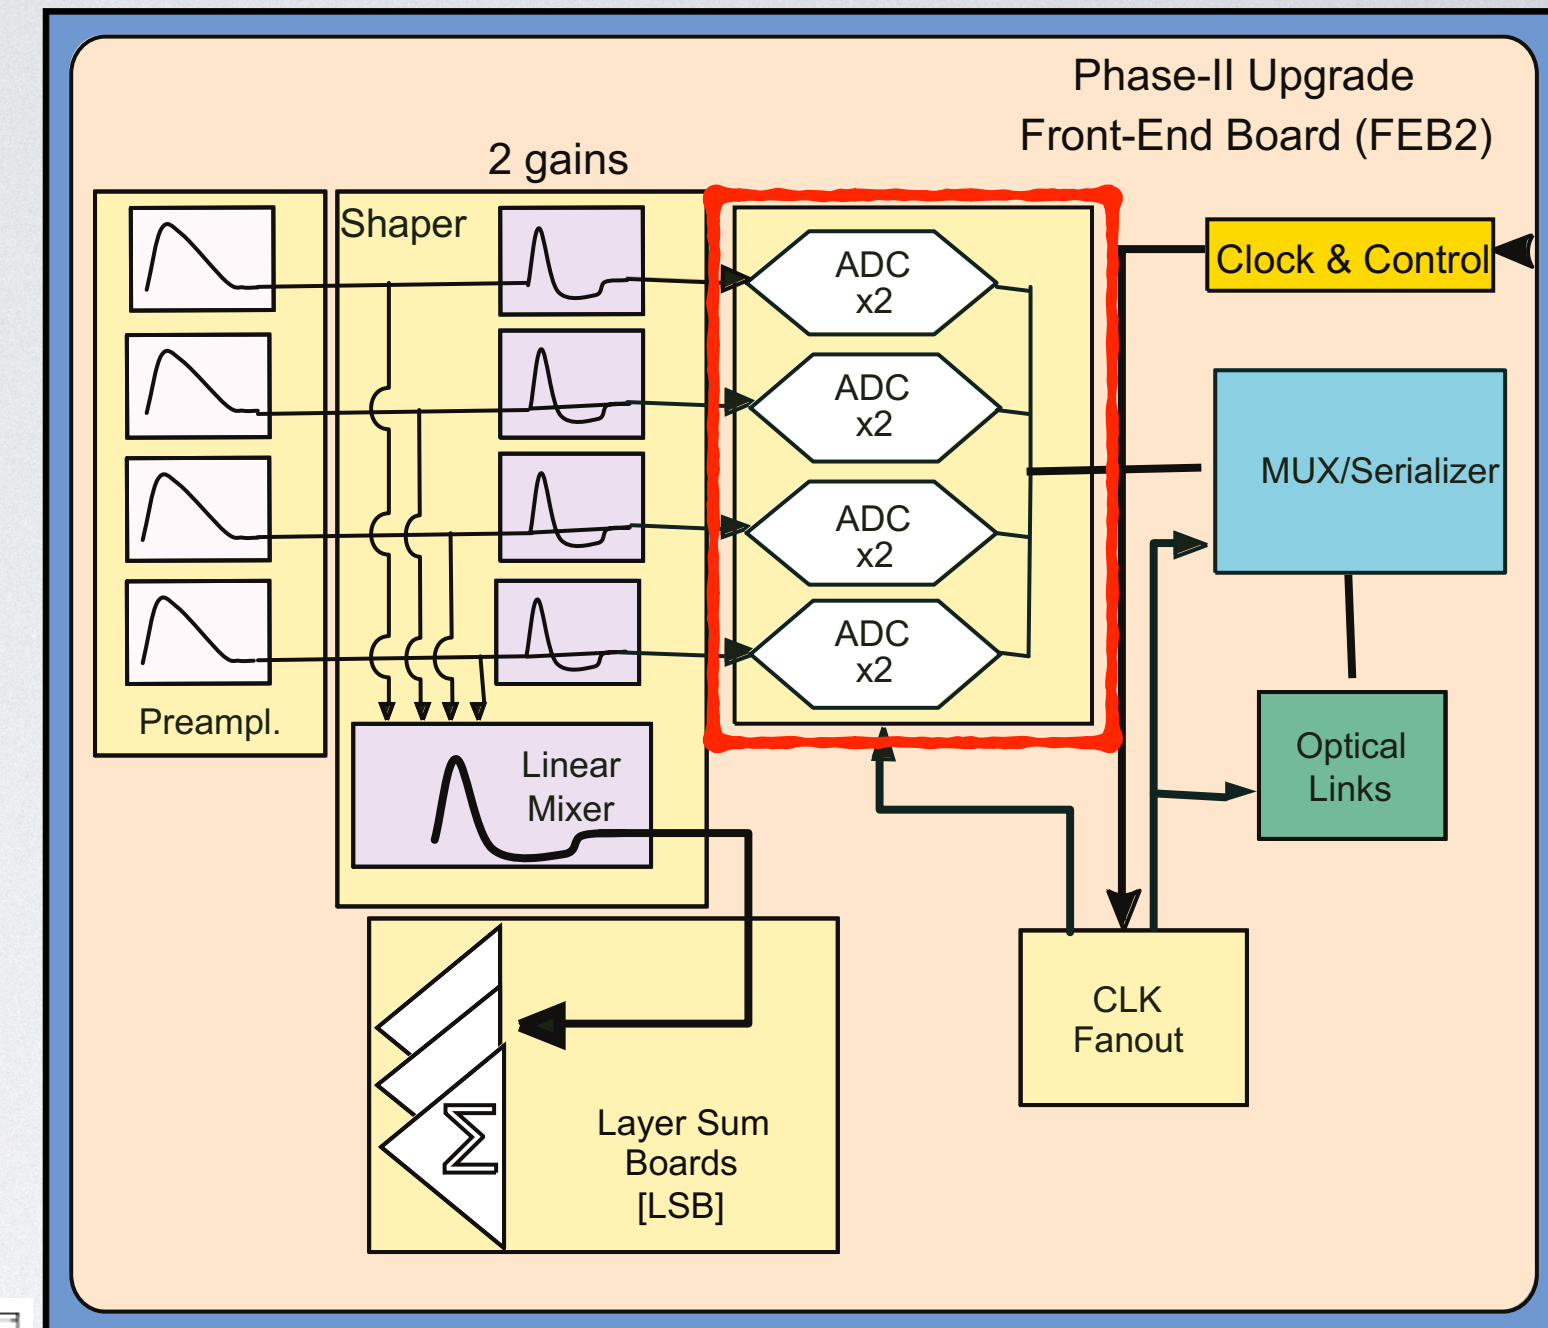 Phase-II Upgrade
Front-End Board (FEB2)
2 gains
Shaper
Preampl.
Linear
Mixer
ADC
x2
ADC
x2
ADC
x2
ADC
x2
Clock & Control
MUX/Serializer
Optical
Links
CLK
Fanout
Σ
Layer Sum
Boards
[LSB]